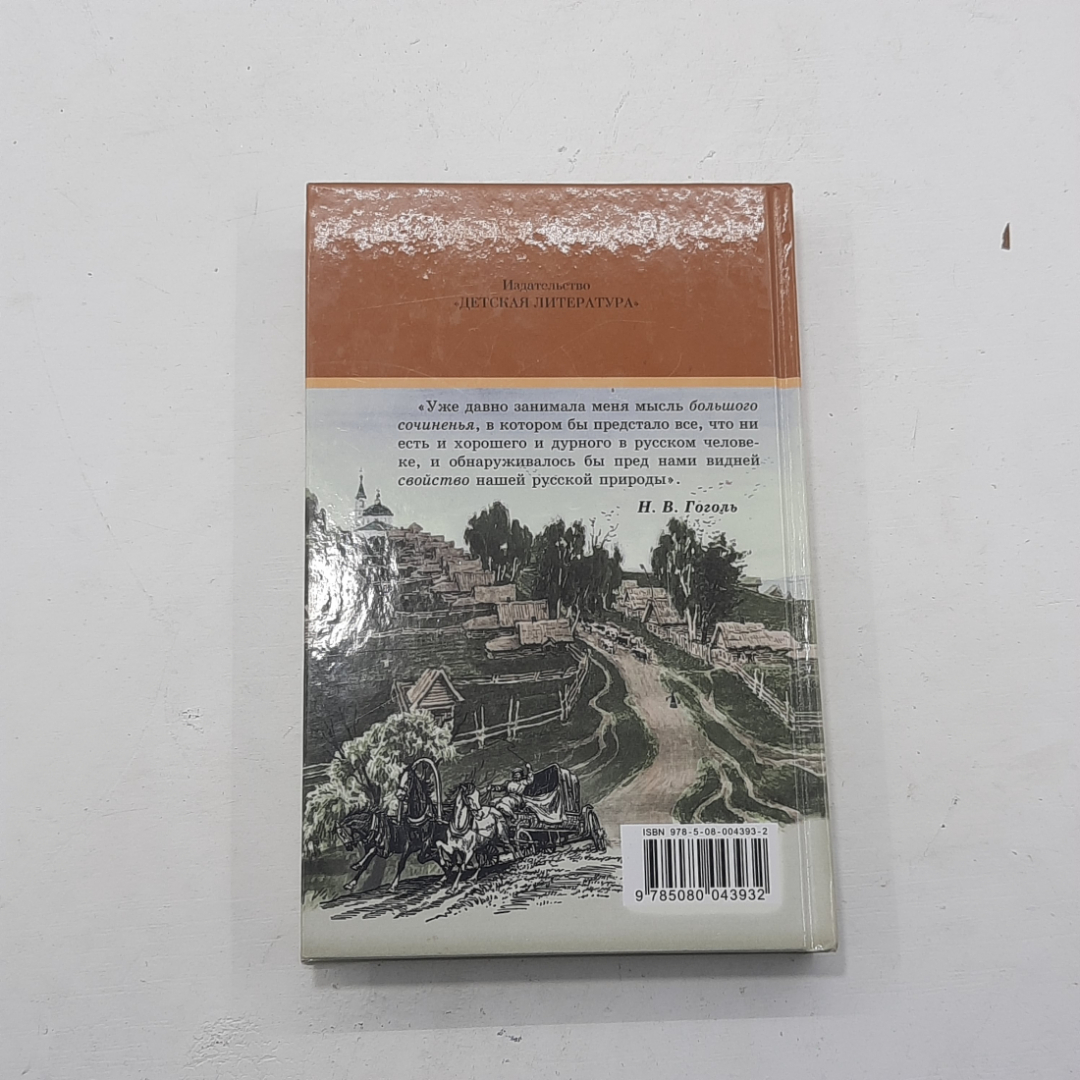 Издательство
«ДЕТСКАЯ ЛИТЕРАТУРА»
«Уже давно занимала меня мысль большого
сочиненья, в котором бы предстало все, что ни
есть и хорошего и дурного в русском челове-
ке, и обнаруживалось бы пред нами видней
свойство нашей русской природы».
Н. В. Гоголь
ISBN 978-5-08-004393-2
9 785080 043932